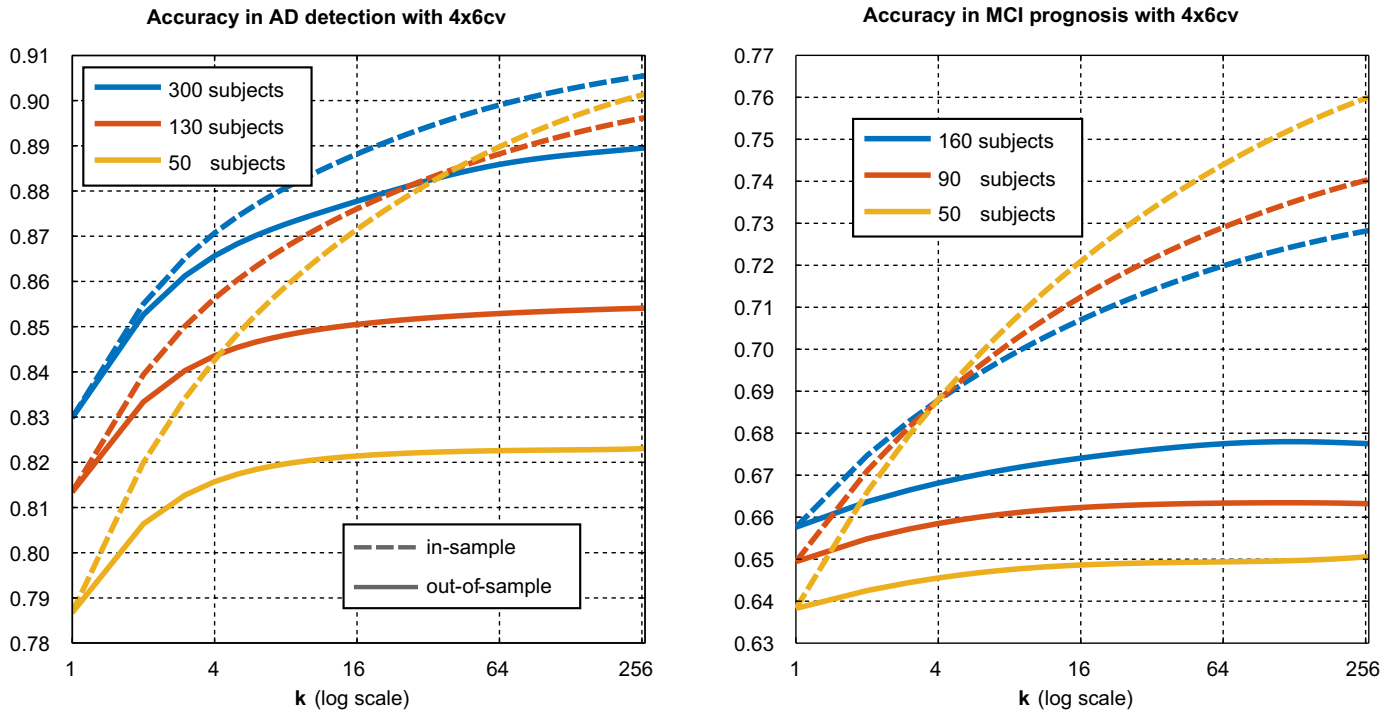 Accuracy in AD detection with 4x6cv
0.91
0.90
0.89
0.88
0.87
0.86
0.85
0.84
0.83
0.82
0.81
0.80
0.79
0.78
300 subjects
130 subjects
50 subjects
in-sample
out-of-sample
1 4 16 64 256
k (log scale)
Accuracy in MCI prognosis with 4x6cv
0.77
0.76
0.75
0.74
0.73
0.72
0.71
0.70
0.69
0.68
0.67
0.66
0.65
0.64
0.63
160 subjects
90 subjects
50 subjects
1 4 16 64 256
k (log scale)